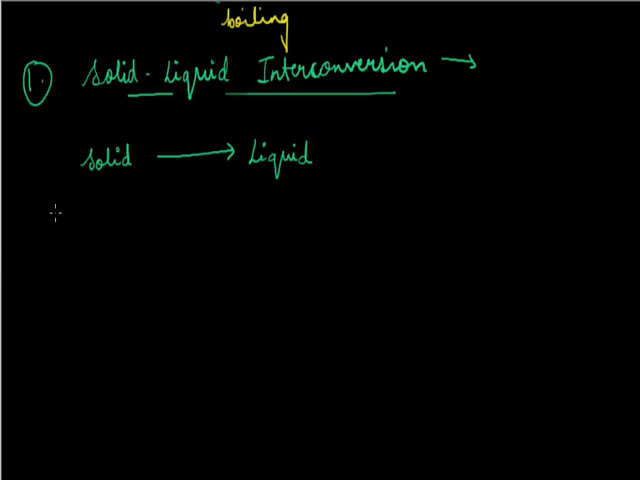 boiling
1. Solid - Liquid Interconversion →
Solid → Liquid